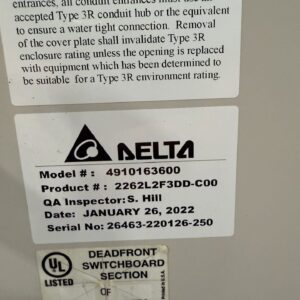 entrances, all conduit entrances must use an
accepted Type 3R conduit hub or the equivalent
to ensure a water tight connection. Removal
of the cover plate shall invalidate Type 3R
enclosure rating unless the opening is replaced
with equipment which has been determined to
be suitable for a Type 3R environment rating.
DELTA
Model # : 4910163600
Product # : 2262L2F3DD-C00
QA Inspector: S. Hill
Date: JANUARY 26, 2022
Serial No: 26463-220126-250
UL
LISTED
DEADFRONT
SWITCHBOARD
SECTION
OF
Printed in U.S.A.